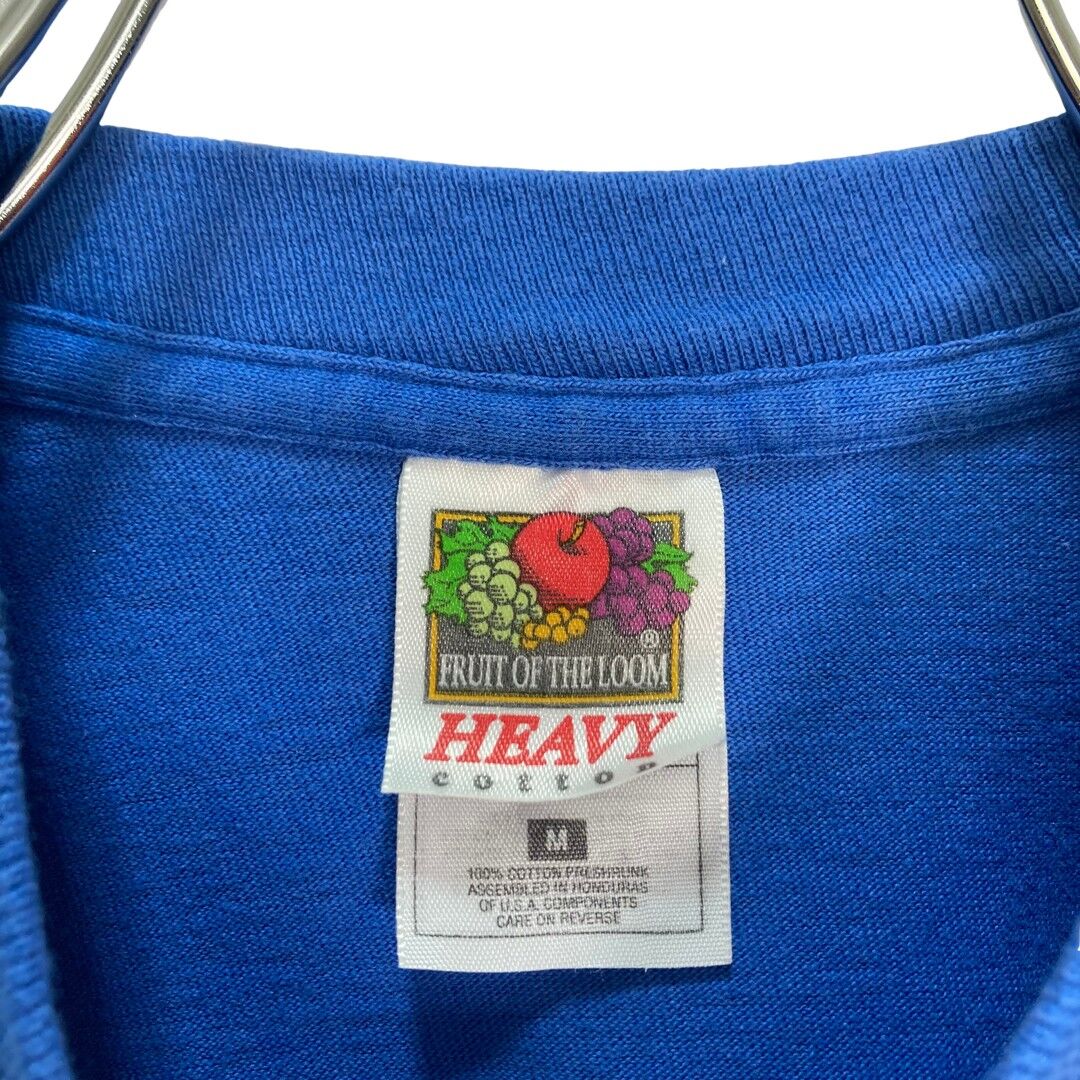 ®
FRUIT OF THE LOOM
HEAVY
cotton
M
100% COTTON PRESHRUNK
ASSEMBLED IN HONDURAS
OF U.S.A. COMPONENTS
CARE ON REVERSE